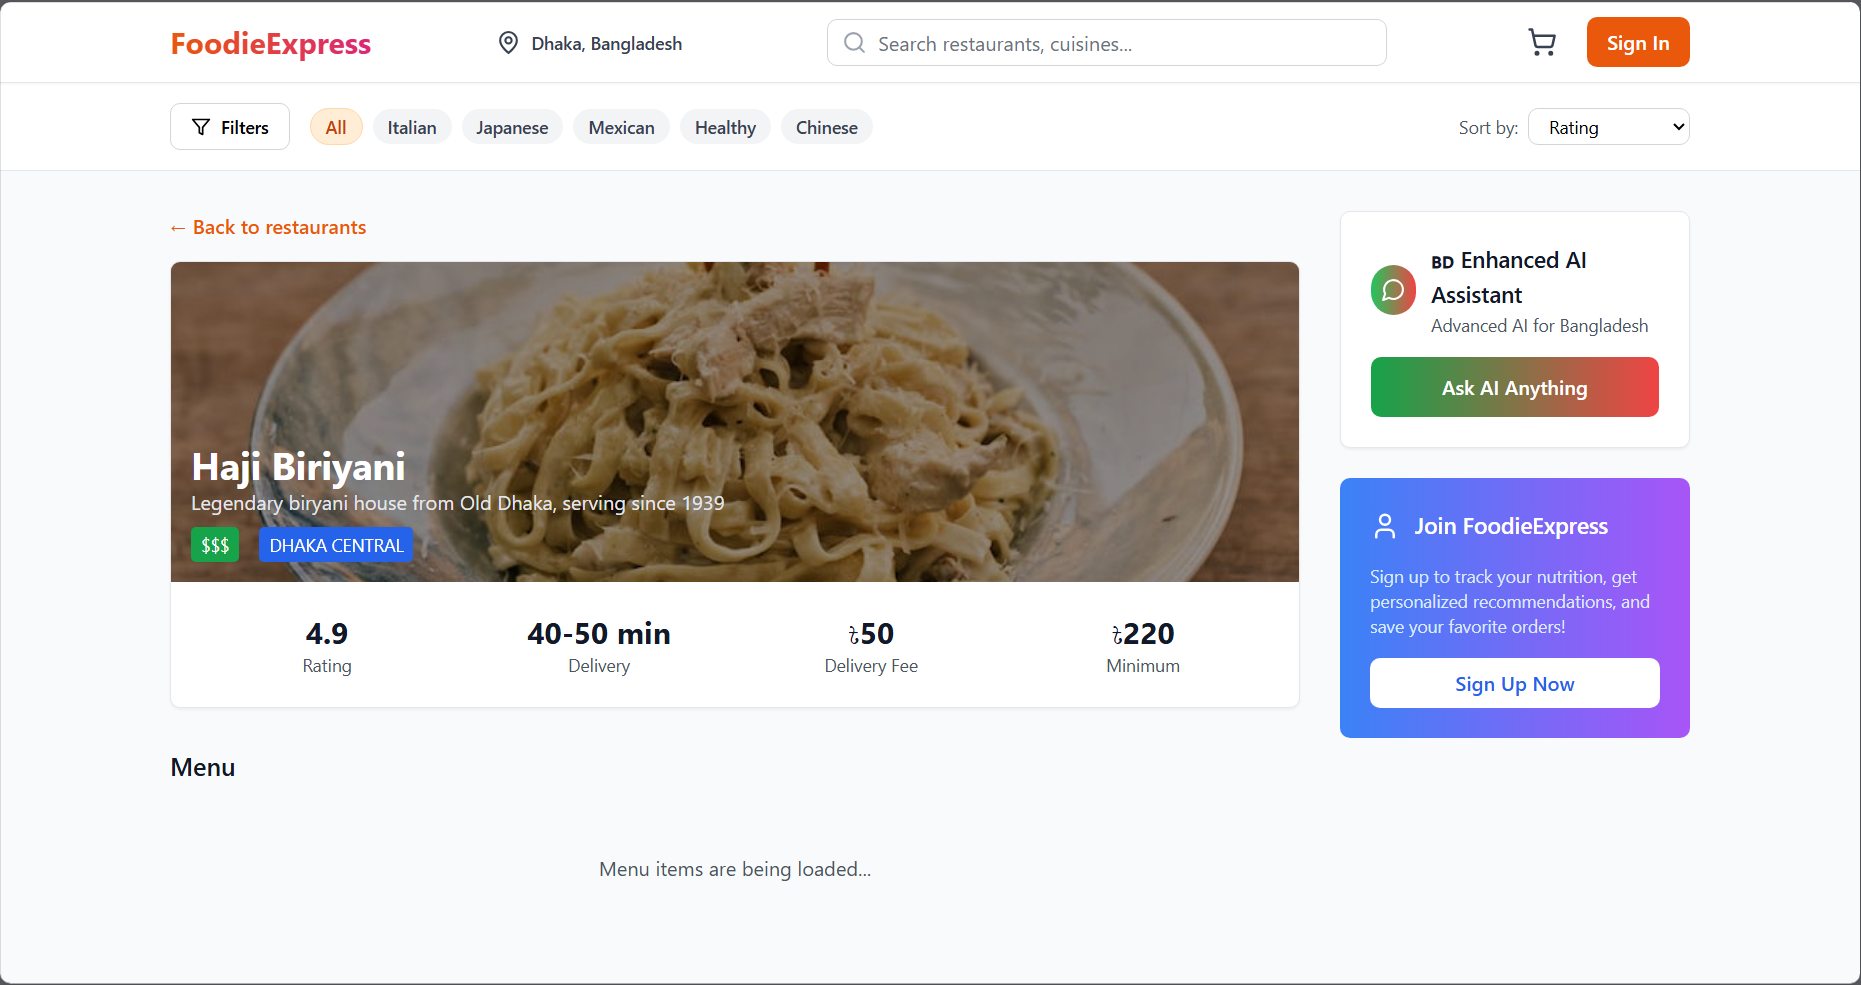 FoodieExpress
Dhaka, Bangladesh
Search restaurants, cuisines...
Sign In
Filters
All
Italian
Japanese
Mexican
Healthy
Chinese
Sort by:
Rating
← Back to restaurants
Haji Biriyani
Legendary biryani house from Old Dhaka, serving since 1939
$$$
DHAKA CENTRAL
4.9
Rating
40-50 min
Delivery
৳50
Delivery Fee
৳220
Minimum
Menu
Menu items are being loaded...
BD Enhanced AI
Assistant
Advanced AI for Bangladesh
Ask AI Anything
Join FoodieExpress
Sign up to track your nutrition, get
personalized recommendations, and
save your favorite orders!
Sign Up Now